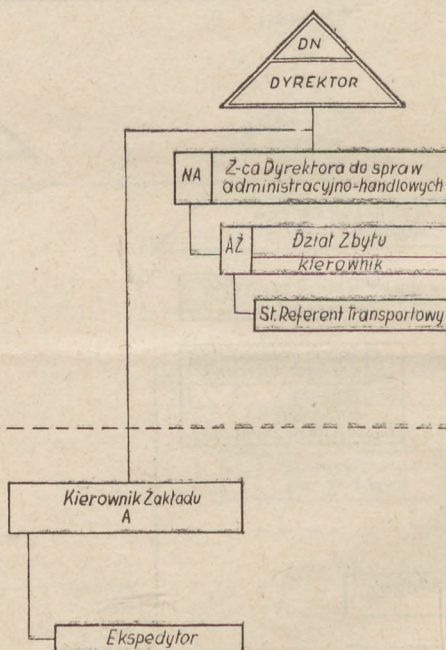 DN
DYREKTOR
NA
Z-ca Dyrektora do spraw
administracyjno-handlowych
AŻ
Dział Zbytu
kierownik
St. Referent Transportowy
Kierownik Zakładu
A
Ekspedytor